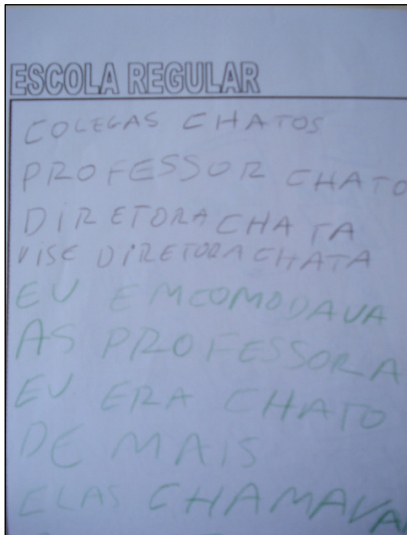 ESCOLA REGULAR
COLEGAS CHATOS
PROFESSOR CHATO
DIRETORA CHATA
VISE DIRETORA CHATA
EU EMCOMODAVA
AS PROFESSORA
EU ERA CHATO
DE MAIS
ELAS CHAMAVA